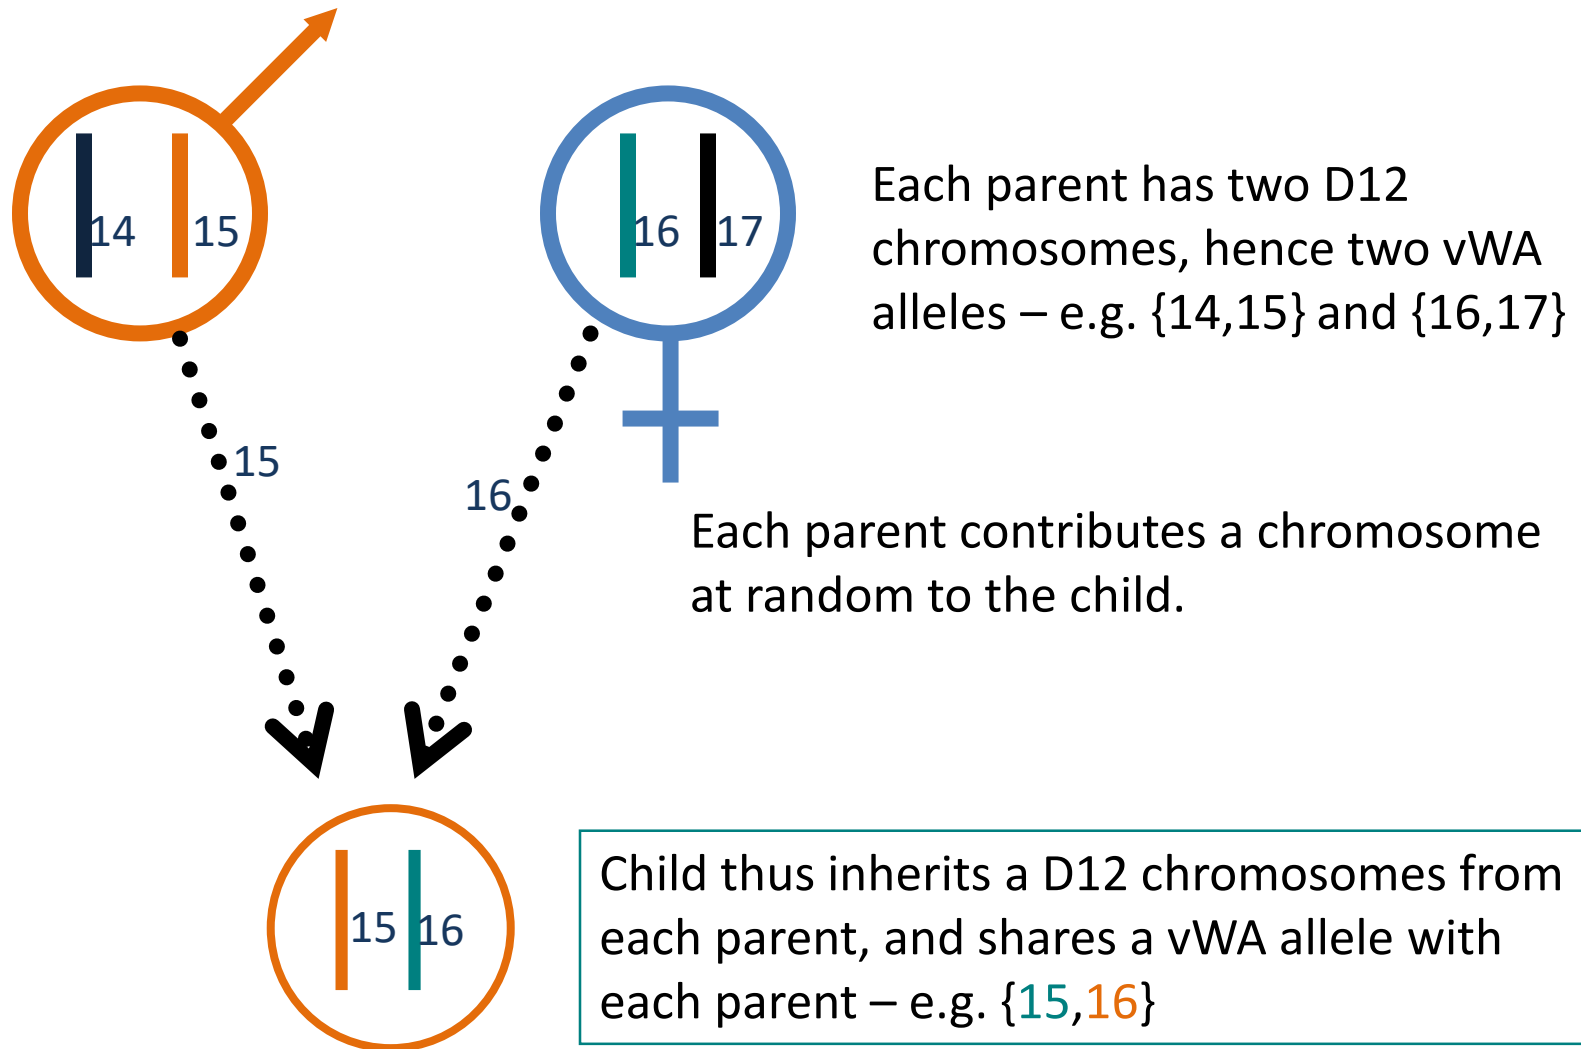 14 15
16 17
Each parent has two D12
chromosomes, hence two vWA
alleles – e.g. {14,15} and {16,17}
15
16
Each parent contributes a chromosome
at random to the child.
15 16
Child thus inherits a D12 chromosomes from
each parent, and shares a vWA allele with
each parent – e.g. {15,16}